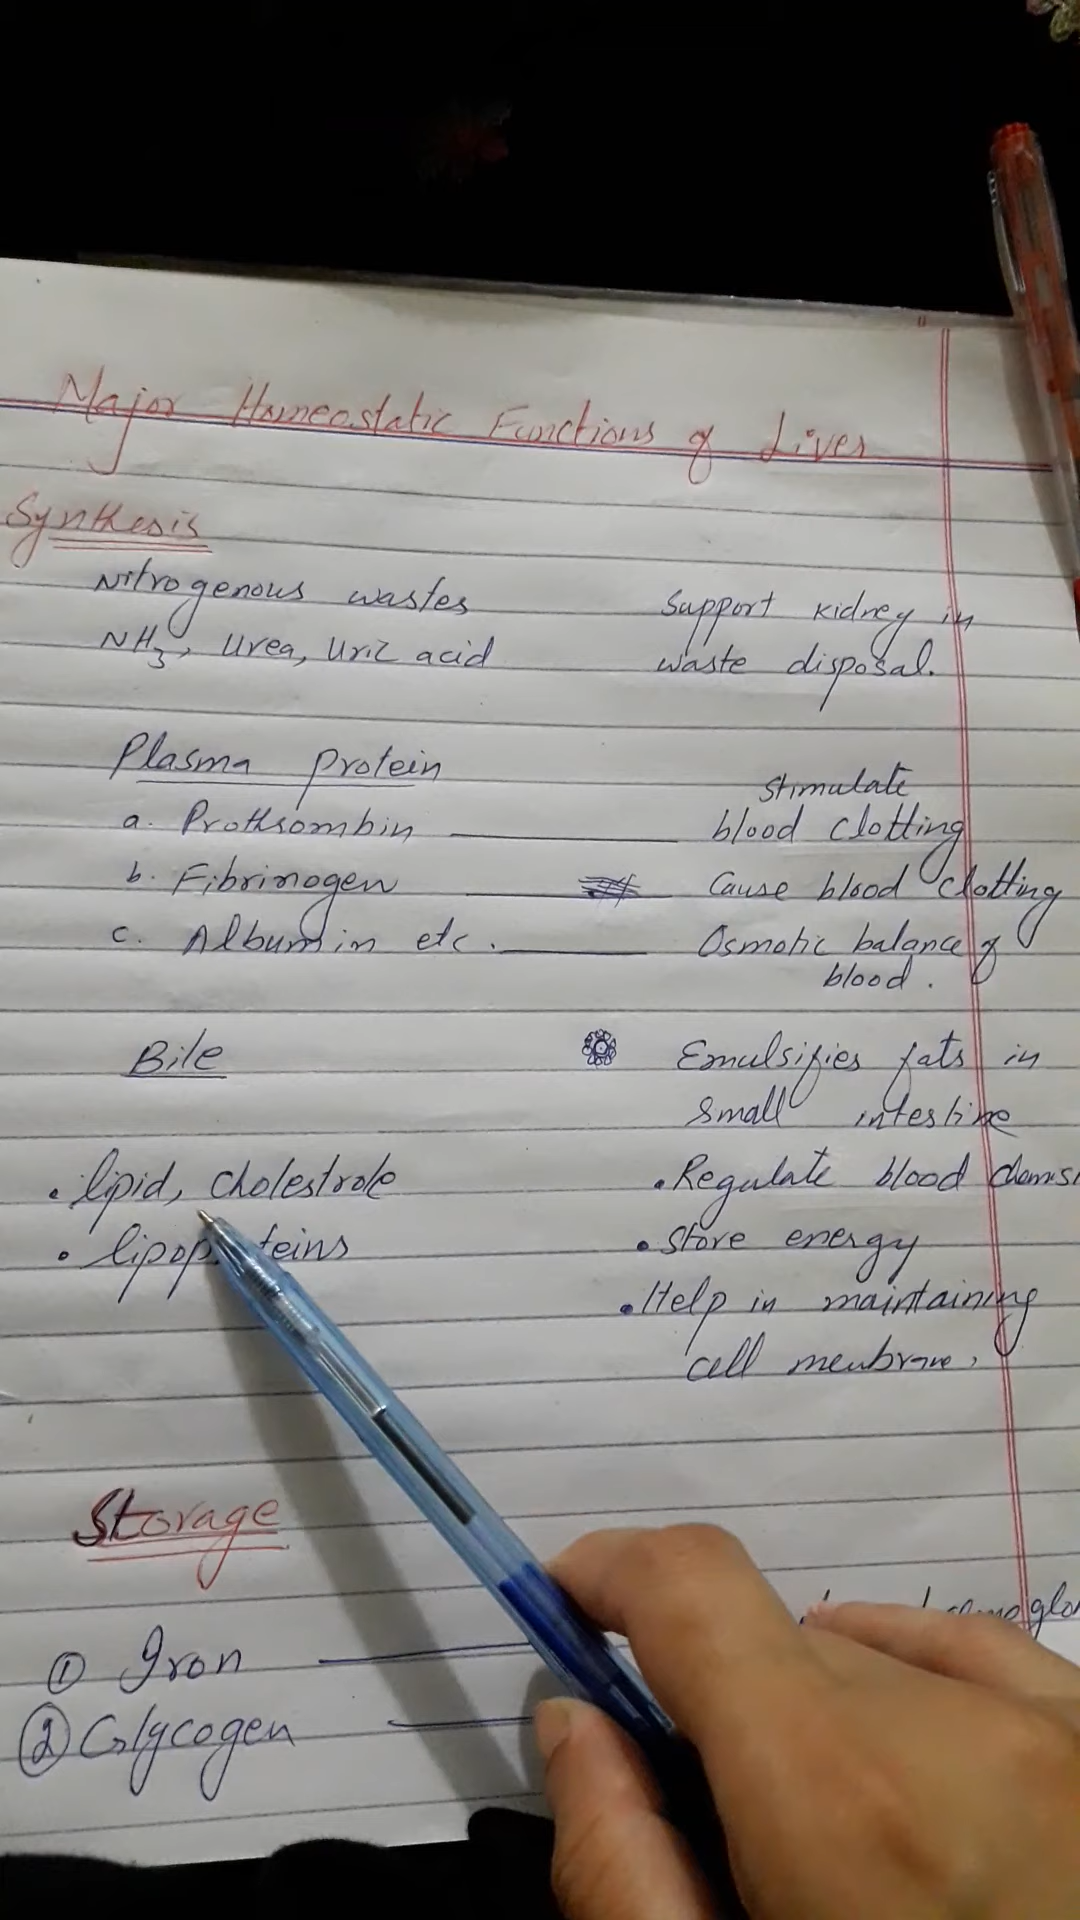 Major Homeostatic Functions of Liver
Synthesis
Nitrogenous wastes Support kidney in
NH3, Urea, Uric acid waste disposal.
Plasma protein
stimulate
a. Prothrombin blood clotting
b. Fibrinogen Cause blood clotting
c. Albumin etc. Osmotic balance of
blood.
Bile Emulsifies fats in
small intestine
• lipid, cholestrole • Regulate blood
• • Store energy
• Help in maintaining
cell menbrane.
Storage
① Iron
② Glycogen